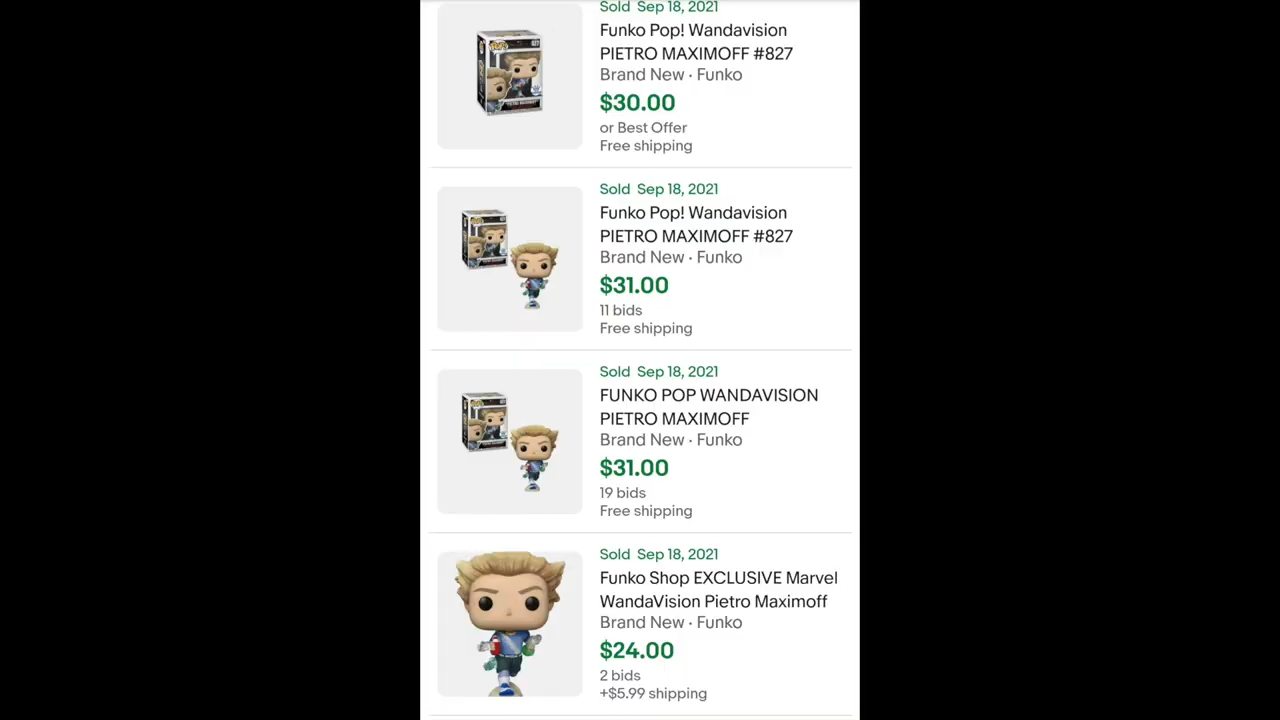 Sold Sep 18, 2021
Funko Pop! Wandavision
PIETRO MAXIMOFF #827
Brand New · Funko
$30.00
or Best Offer
Free shipping
Sold Sep 18, 2021
Funko Pop! Wandavision
PIETRO MAXIMOFF #827
Brand New · Funko
$31.00
11 bids
Free shipping
Sold Sep 18, 2021
FUNKO POP WANDAVISION
PIETRO MAXIMOFF
Brand New · Funko
$31.00
19 bids
Free shipping
Sold Sep 18, 2021
Funko Shop EXCLUSIVE Marvel
WandaVision Pietro Maximoff
Brand New · Funko
$24.00
2 bids
+$5.99 shipping